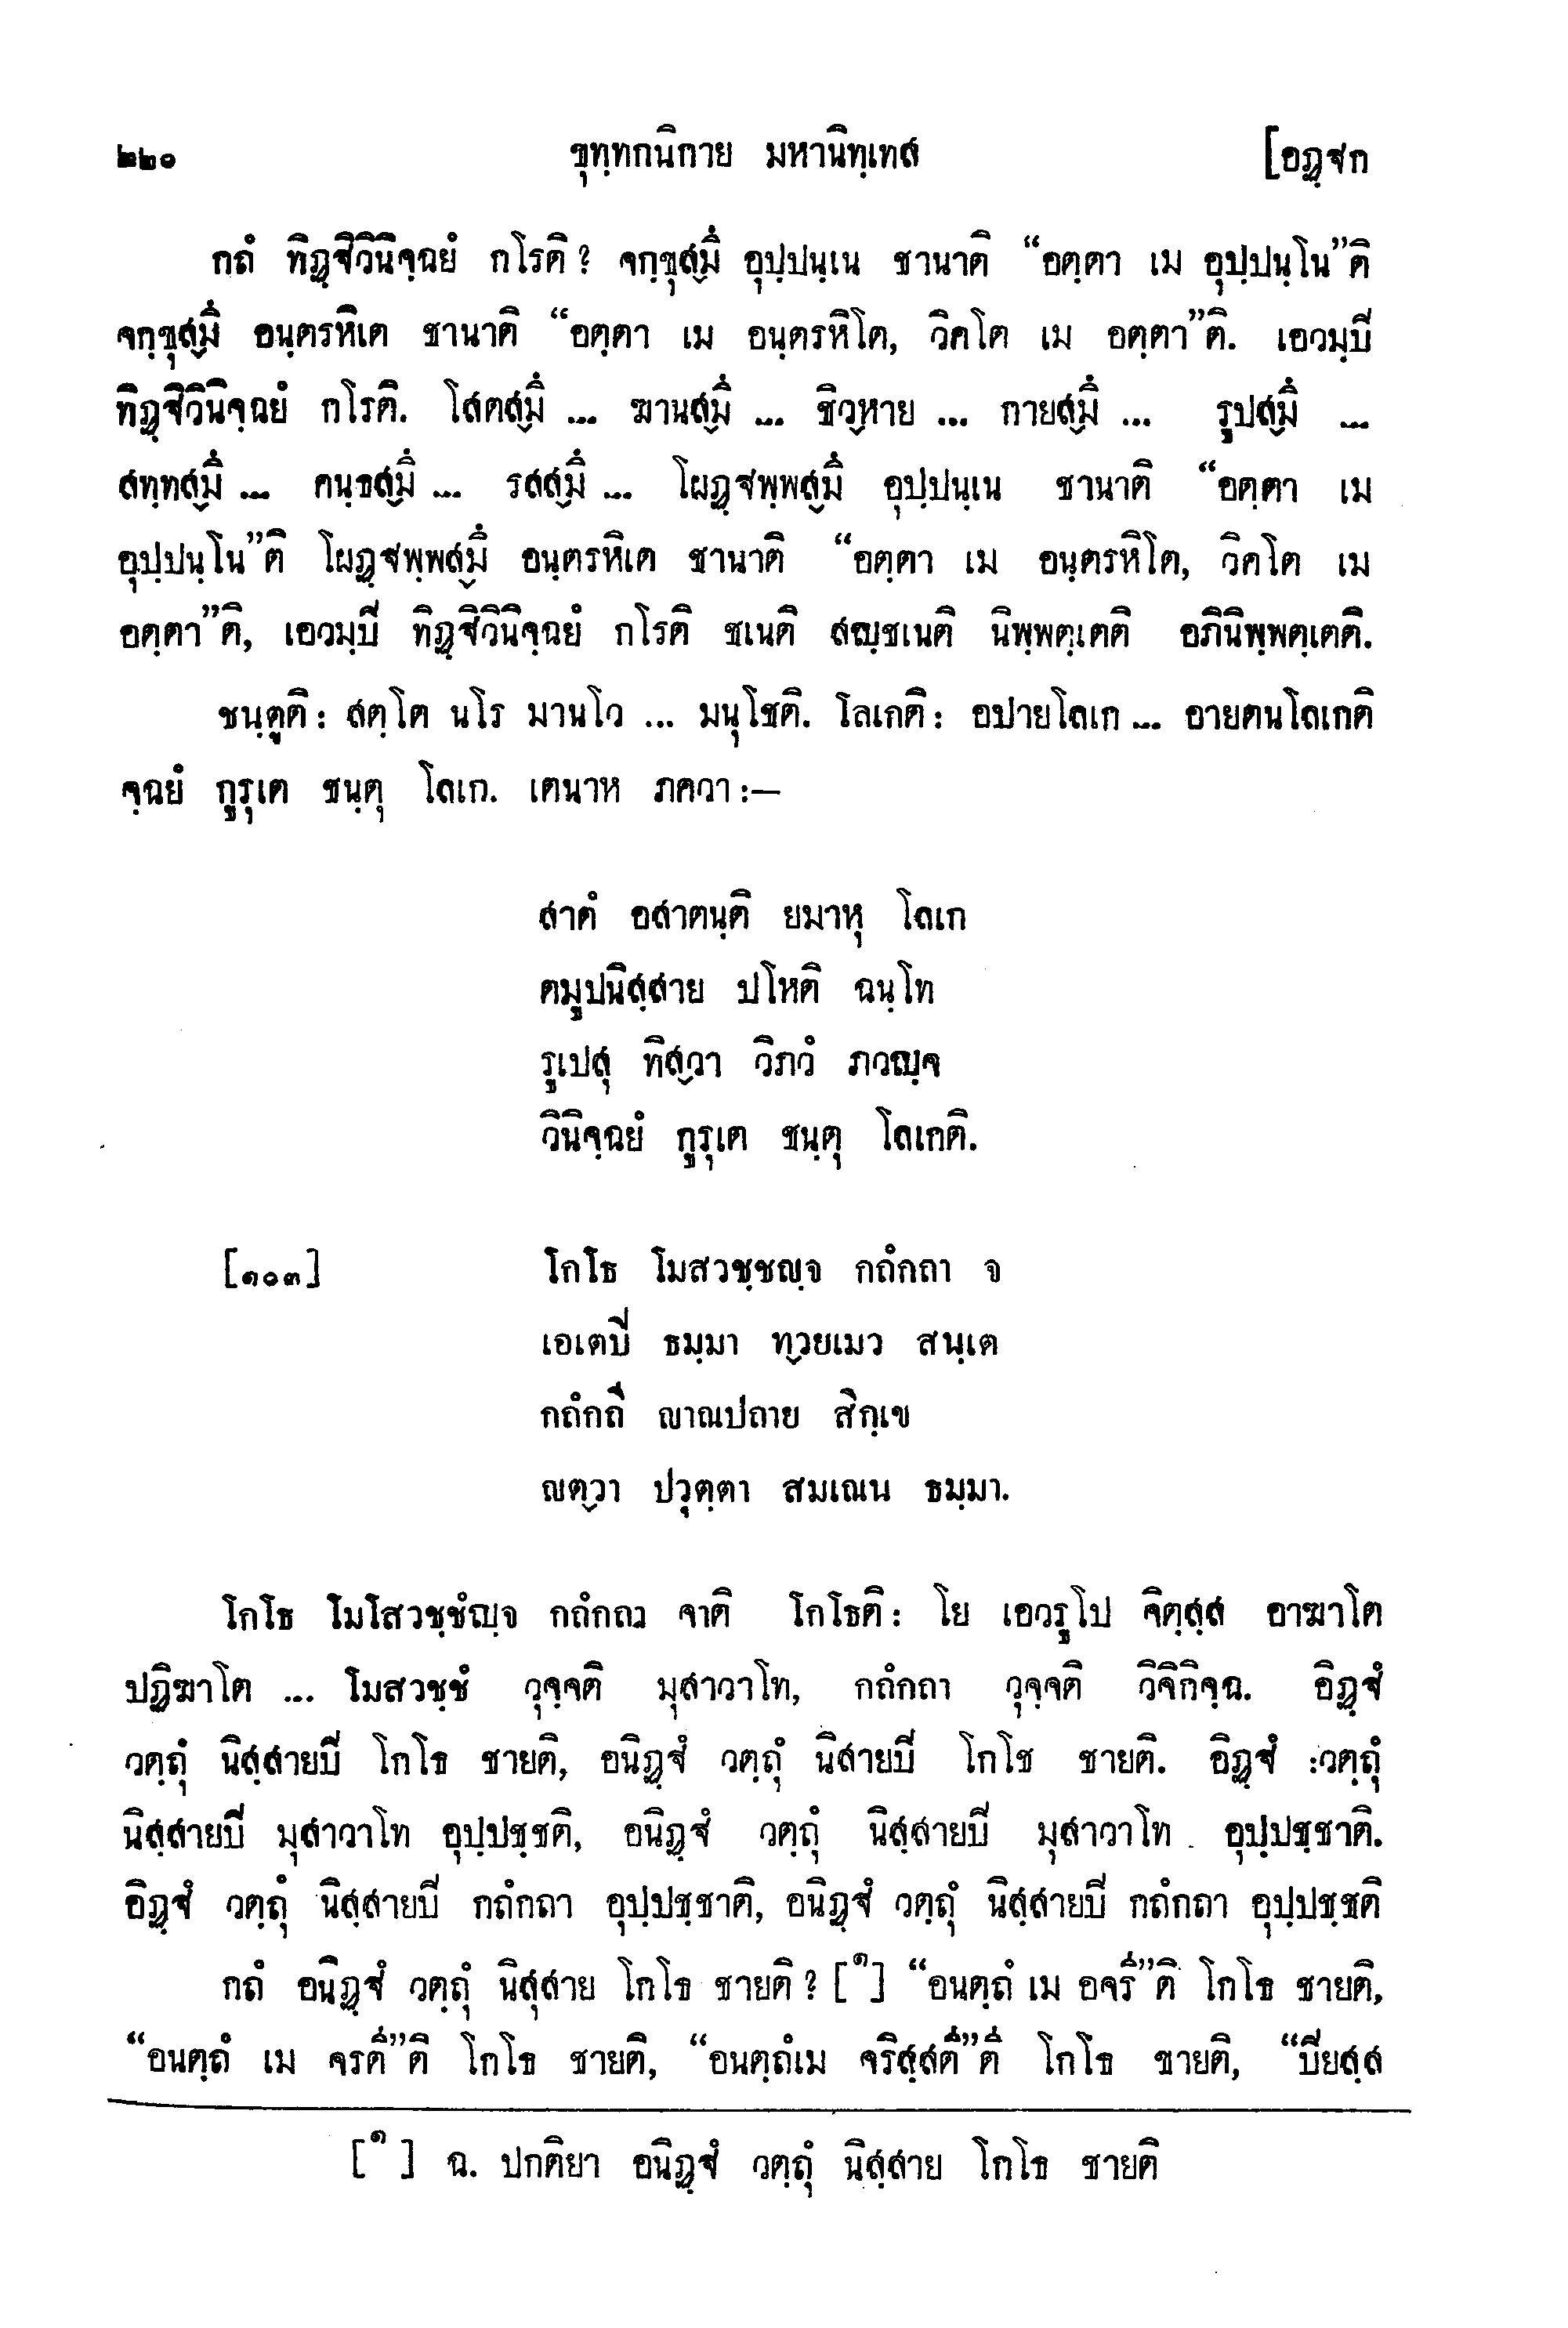 ๒๒๐ ขุทฺทกนิกาย มหานิทฺเทส [อฏฺฐก
กถํ ทิฏฺฐิวินิจฺฉยํ กโรติ? จกฺขุสฺมึ อุปฺปนฺเน ชานาติ “อตฺตา เม อุปฺปนฺโน”ติ
จกฺขุสฺมึ อนฺตรหิเต ชานาติ “อตฺตา เม อนฺตรหิโต, วิคโต เม อตฺตา”ติ. เอวมฺปิ
ทิฏฺฐิวินิจฺฉยํ กโรติ. โสตสฺมึ ... ฆานสฺมึ ... ชิวฺหาย ... กายสฺมึ ... รูปสฺมึ ...
สทฺทสฺมึ ... คนฺธสฺมึ ... รสสฺมึ ... โผฏฺฐพฺพสฺมึ อุปฺปนฺเน ชานาติ “อตฺตา เม
อุปฺปนฺโน”ติ โผฏฺฐพฺพสฺมึ อนฺตรหิเต ชานาติ “อตฺตา เม อนฺตรหิโต, วิคโต เม
อตฺตา”ติ, เอวมฺปิ ทิฏฺฐิวินิจฺฉยํ กโรติ ชเนติ สญฺชเนติ นิพฺพตฺเตติ อภินิพฺพตฺเตติ.
ชนฺตูติ: สตฺโต นโร มานโว ... มนุโชติ. โลเกติ: อปายโลเก ... อายตนโลเกติ
จฺฉยํ กูรุเต ชนฺตุ โลเก. เตนาห ภควา :—
สาตํ อสาตนฺติ ยมาหุ โลเก
ตมูปนิสฺสาย ปโหติ ฉนฺโท
รูเปสุ ทิสฺวา วิภวํ ภวญฺจ
วินิจฺฉยํ กูรุเต ชนฺตุ โลเกติ.
[๑๐๓] โกโธ โมสวชฺชญฺจ กถํกถา จ
เอเตปิ ธมฺมา ทฺวยเมว สนฺเต
กถํกถี ญาณปถาย สิกฺเข
ญตฺวา ปวุตฺตา สมเณน ธมฺมา.
โกโธ โมโสวชฺชํญฺจ กถํกถา จาติ โกโธติ: โย เอวรูโป จิตฺสฺส อาฆาโต
ปฏิฆาโต ... โมสวชฺชํ วุจฺจติ มุสาวาโท, กถํกถา วุจฺจติ วิจิกิจฺฉ. อิฏฺฐํ
วตฺถุํ นิสฺสายปิ โกโธ ชายติ, อนิฏฺฐํ วตฺถุํ นิสายปิ โกโช ชายติ. อิฏฺฐํ วตฺถุํ
นิสฺสายปิ มุสาวาโท อุปฺปชฺชติ, อนิฏฺฐํ วตฺถุํ นิสฺสายปิ มุสาวาโท อุปฺปชฺชาติ.
อิฏฺฐํ วตฺถุํ นิสฺสายปิ กถํกถา อุปฺปชฺชาติ, อนิฏฺฐํ วตฺถุํ นิสฺสายปิ กถํกถา อุปฺปชฺชติ
กถํ อนิฏฺฐํ วตฺถุํ นิสุสาย โกโธ ชายติ? [๑] “อนตฺถํ เม อจรี”ติ โกโธ ชายติ,
“อนตฺถํ เม จรตี”ติ โกโธ ชายติ, “อนตฺถํเม จริสฺสตี”ติ โกโธ ชายติ, “ปิยสฺส
[๑] ฉ. ปกติยา อนิฏฺฐํ วตฺถุํ นิสฺสาย โกโธ ชายติ